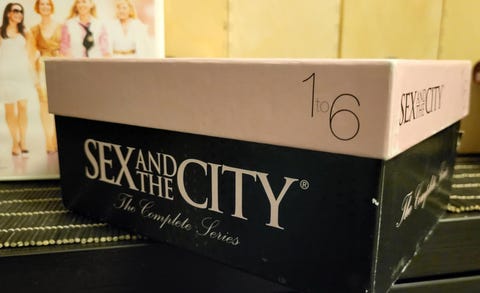 1 to 6
SEX AND THE CITY
SEX AND THE CITY®
The Complete Series
The Complete Series